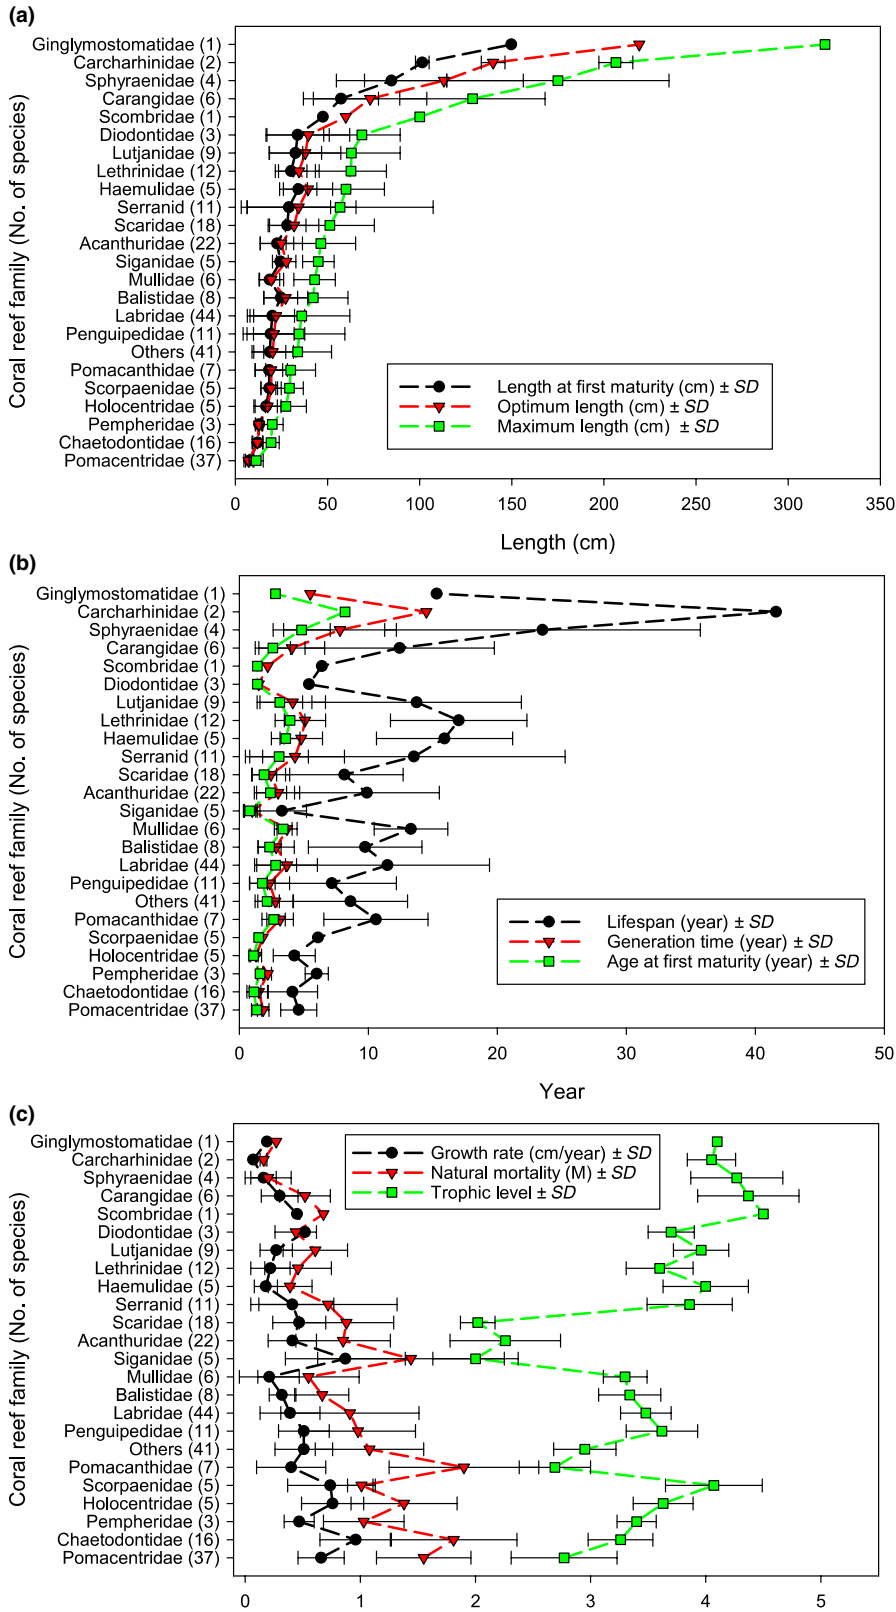 (a)
Coral reef family (No. of species)
Ginglymostomatidae (1)
Carcharhinidae (2)
Sphyraenidae (4)
Carangidae (6)
Scombridae (1)
Diodontidae (3)
Lutjanidae (9)
Lethrinidae (12)
Haemulidae (5)
Serranid (11)
Scaridae (18)
Acanthuridae (22)
Siganidae (5)
Mullidae (6)
Balistidae (8)
Labridae (44)
Penguipedidae (11)
Others (41)
Pomacanthidae (7)
Scorpaenidae (5)
Holocentridae (5)
Pempheridae (3)
Chaetodontidae (16)
Pomacentridae (37)
Length at first maturity (cm) ± SD
Optimum length (cm) ± SD
Maximum length (cm) ± SD
0 50 100 150 200 250 300 350
Length (cm)
(b)
Coral reef family (No. of species)
Ginglymostomatidae (1)
Carcharhinidae (2)
Sphyraenidae (4)
Carangidae (6)
Scombridae (1)
Diodontidae (3)
Lutjanidae (9)
Lethrinidae (12)
Haemulidae (5)
Serranid (11)
Scaridae (18)
Acanthuridae (22)
Siganidae (5)
Mullidae (6)
Balistidae (8)
Labridae (44)
Penguipedidae (11)
Others (41)
Pomacanthidae (7)
Scorpaenidae (5)
Holocentridae (5)
Pempheridae (3)
Chaetodontidae (16)
Pomacentridae (37)
Lifespan (year) ± SD
Generation time (year) ± SD
Age at first maturity (year) ± SD
0 10 20 30 40 50
Year
(c)
Coral reef family (No. of species)
Ginglymostomatidae (1)
Carcharhinidae (2)
Sphyraenidae (4)
Carangidae (6)
Scombridae (1)
Diodontidae (3)
Lutjanidae (9)
Lethrinidae (12)
Haemulidae (5)
Serranid (11)
Scaridae (18)
Acanthuridae (22)
Siganidae (5)
Mullidae (6)
Balistidae (8)
Labridae (44)
Penguipedidae (11)
Others (41)
Pomacanthidae (7)
Scorpaenidae (5)
Holocentridae (5)
Pempheridae (3)
Chaetodontidae (16)
Pomacentridae (37)
Growth rate (cm/year) ± SD
Natural mortality (M) ± SD
Trophic level ± SD
0 1 2 3 4 5